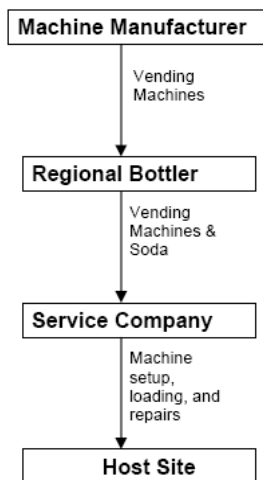 Machine Manufacturer
Vending
Machines
Regional Bottler
Vending
Machines &
Soda
Service Company
Machine
setup,
loading, and
repairs
Host Site